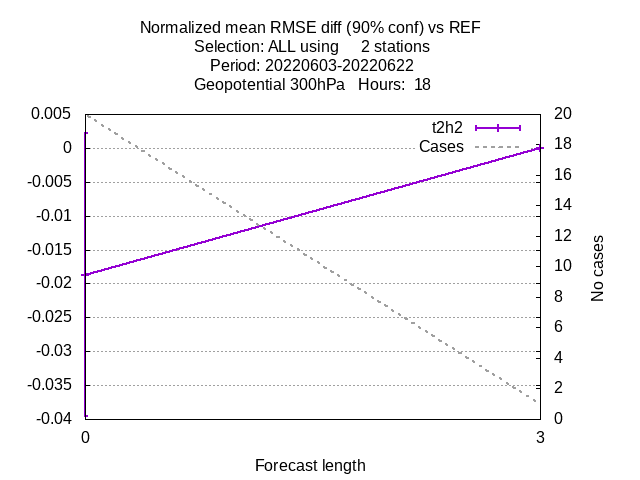 Normalized mean RMSE diff (90% conf) vs REF
Selection: ALL using     2 stations
Period: 20220603-20220622
Geopotential 300hPa   Hours:  18
t2h2
Cases
0.005
0
-0.005
-0.01
-0.015
-0.02
-0.025
-0.03
-0.035
-0.04
20
18
16
14
12
10
8
6
4
2
0
No cases
0
3
Forecast length